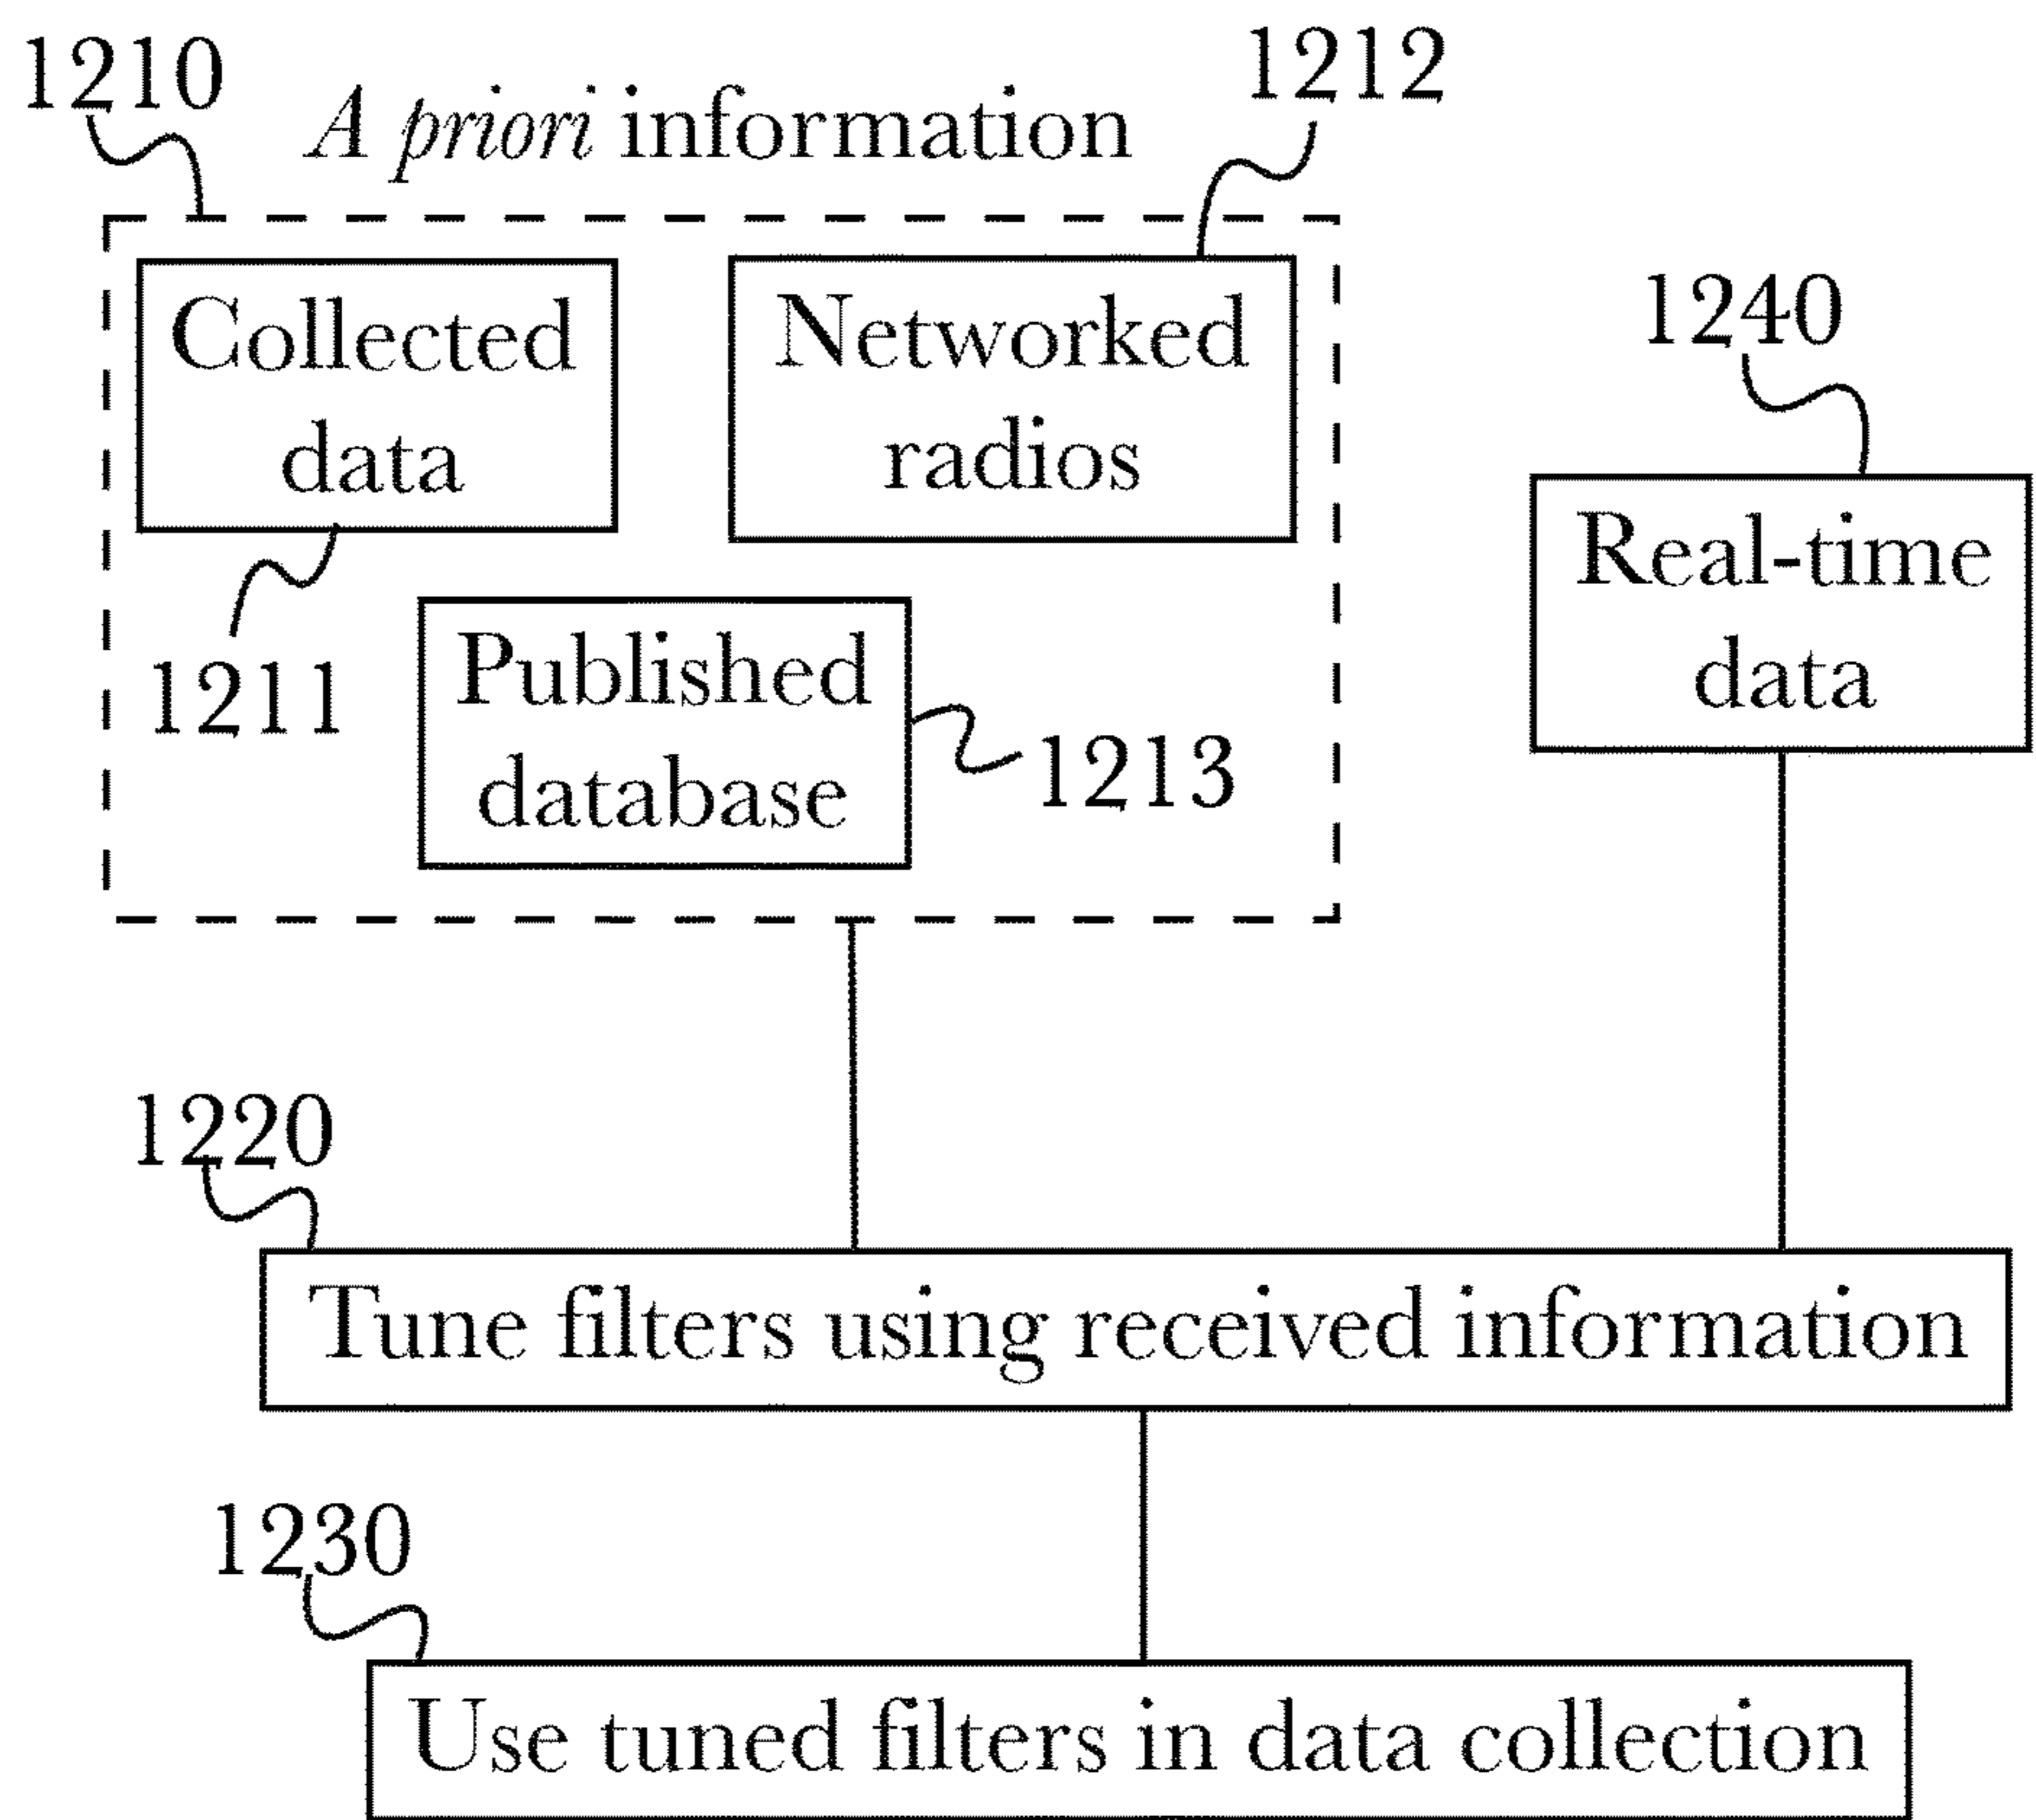 1210
A priori information
1212
Collected
data
Networked
radios
1240
Real-time
data
1211
Published
database
1213
1220
Tune filters using received information
1230
Use tuned filters in data collection